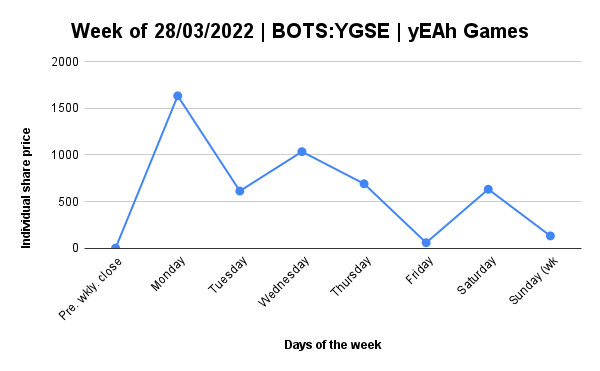 Week of 28/03/2022 | BOTS:YGSE | yEAh Games
Individual share price
2000
1500
1000
500
0
Pre. wkly. close
Monday
Tuesday
Wednesday
Thursday
Friday
Saturday
Sunday (wk
Days of the week